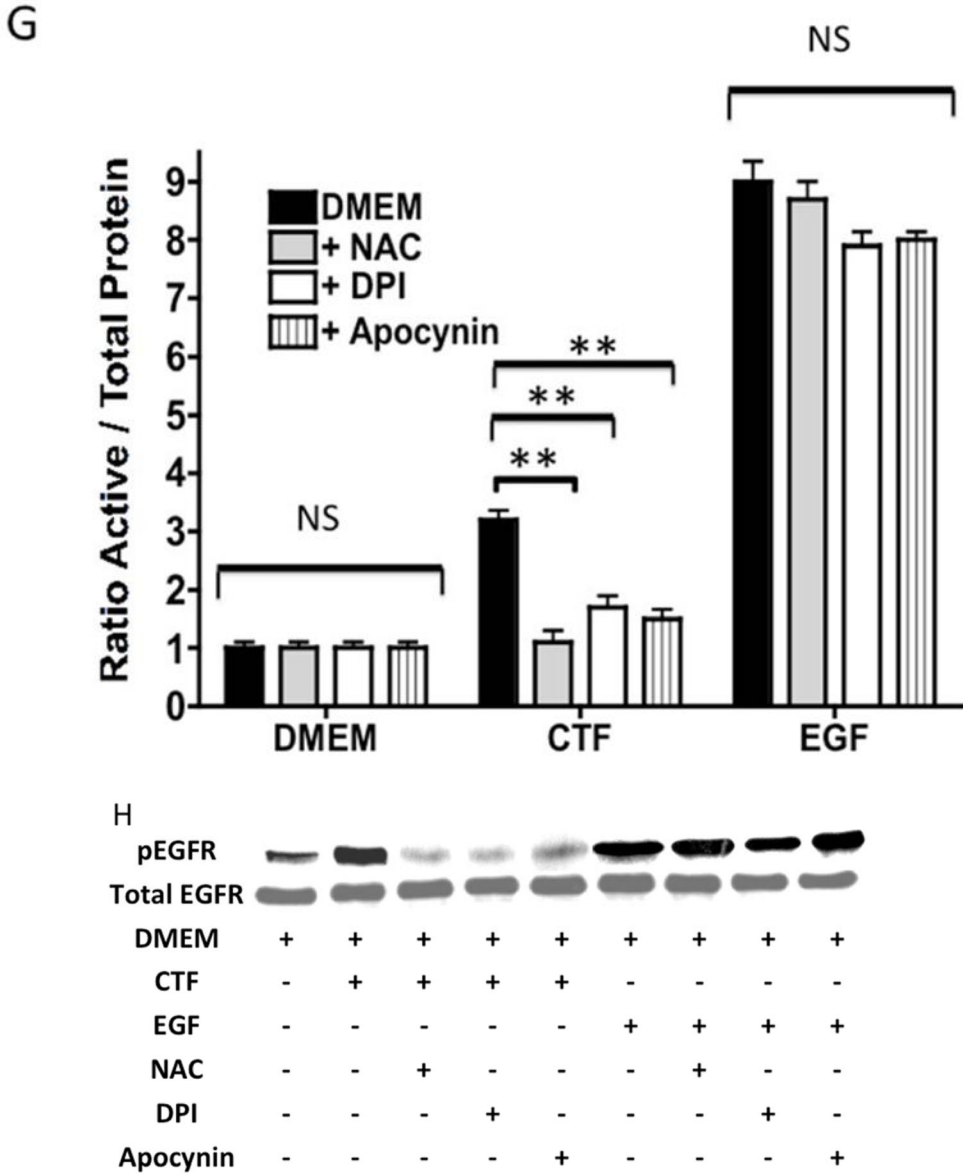 G
NS
Ratio Active / Total Protein
9
8
7
6
5
4
3
2
1
0
DMEM
+ NAC
+ DPI
+ Apocynin
**
**
**
NS
DMEM CTF EGF
H
pEGFR
Total EGFR
DMEM + + + + + + + + +
CTF - + + + + - - - -
EGF - - - - - + + + +
NAC - - + - - - + - -
DPI - - - + - - - + -
Apocynin - - - - + - - - +